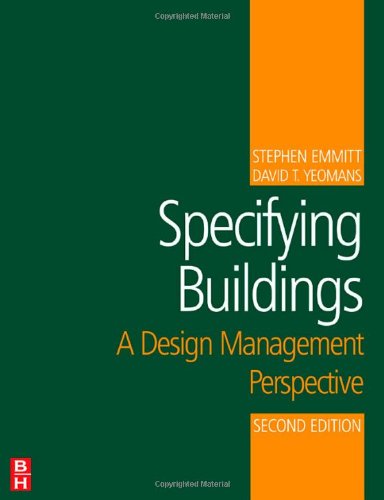 Copyrighted Material
STEPHEN EMMITT
DAVID T. YEOMANS
Specifying
Buildings
A Design Management
Perspective
SECOND EDITION
B
H
Copyrighted Material